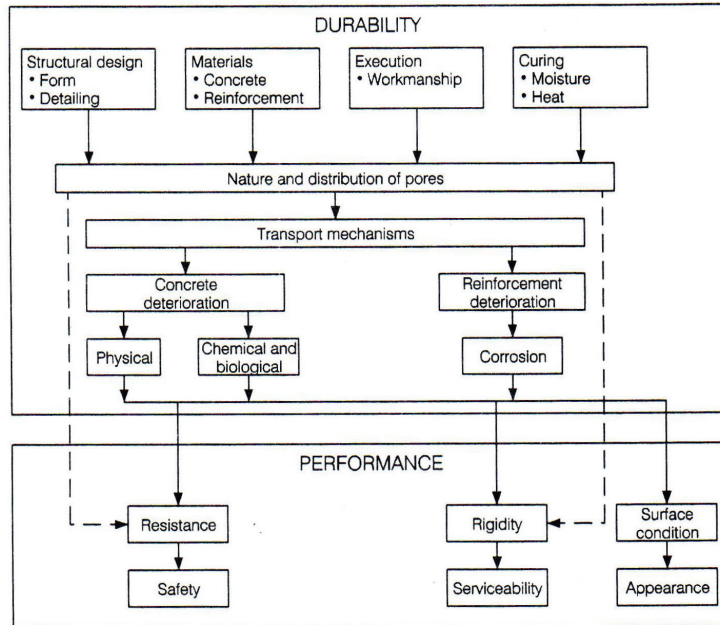 DURABILITY
Structural design
• Form
• Detailing
Materials
• Concrete
• Reinforcement
Execution
• Workmanship
Curing
• Moisture
• Heat
Nature and distribution of pores
Transport mechanisms
Concrete
deterioration
Reinforcement
deterioration
Physical
Chemical and
biological
Corrosion
PERFORMANCE
Resistance
Rigidity
Surface
condition
Safety
Serviceability
Appearance